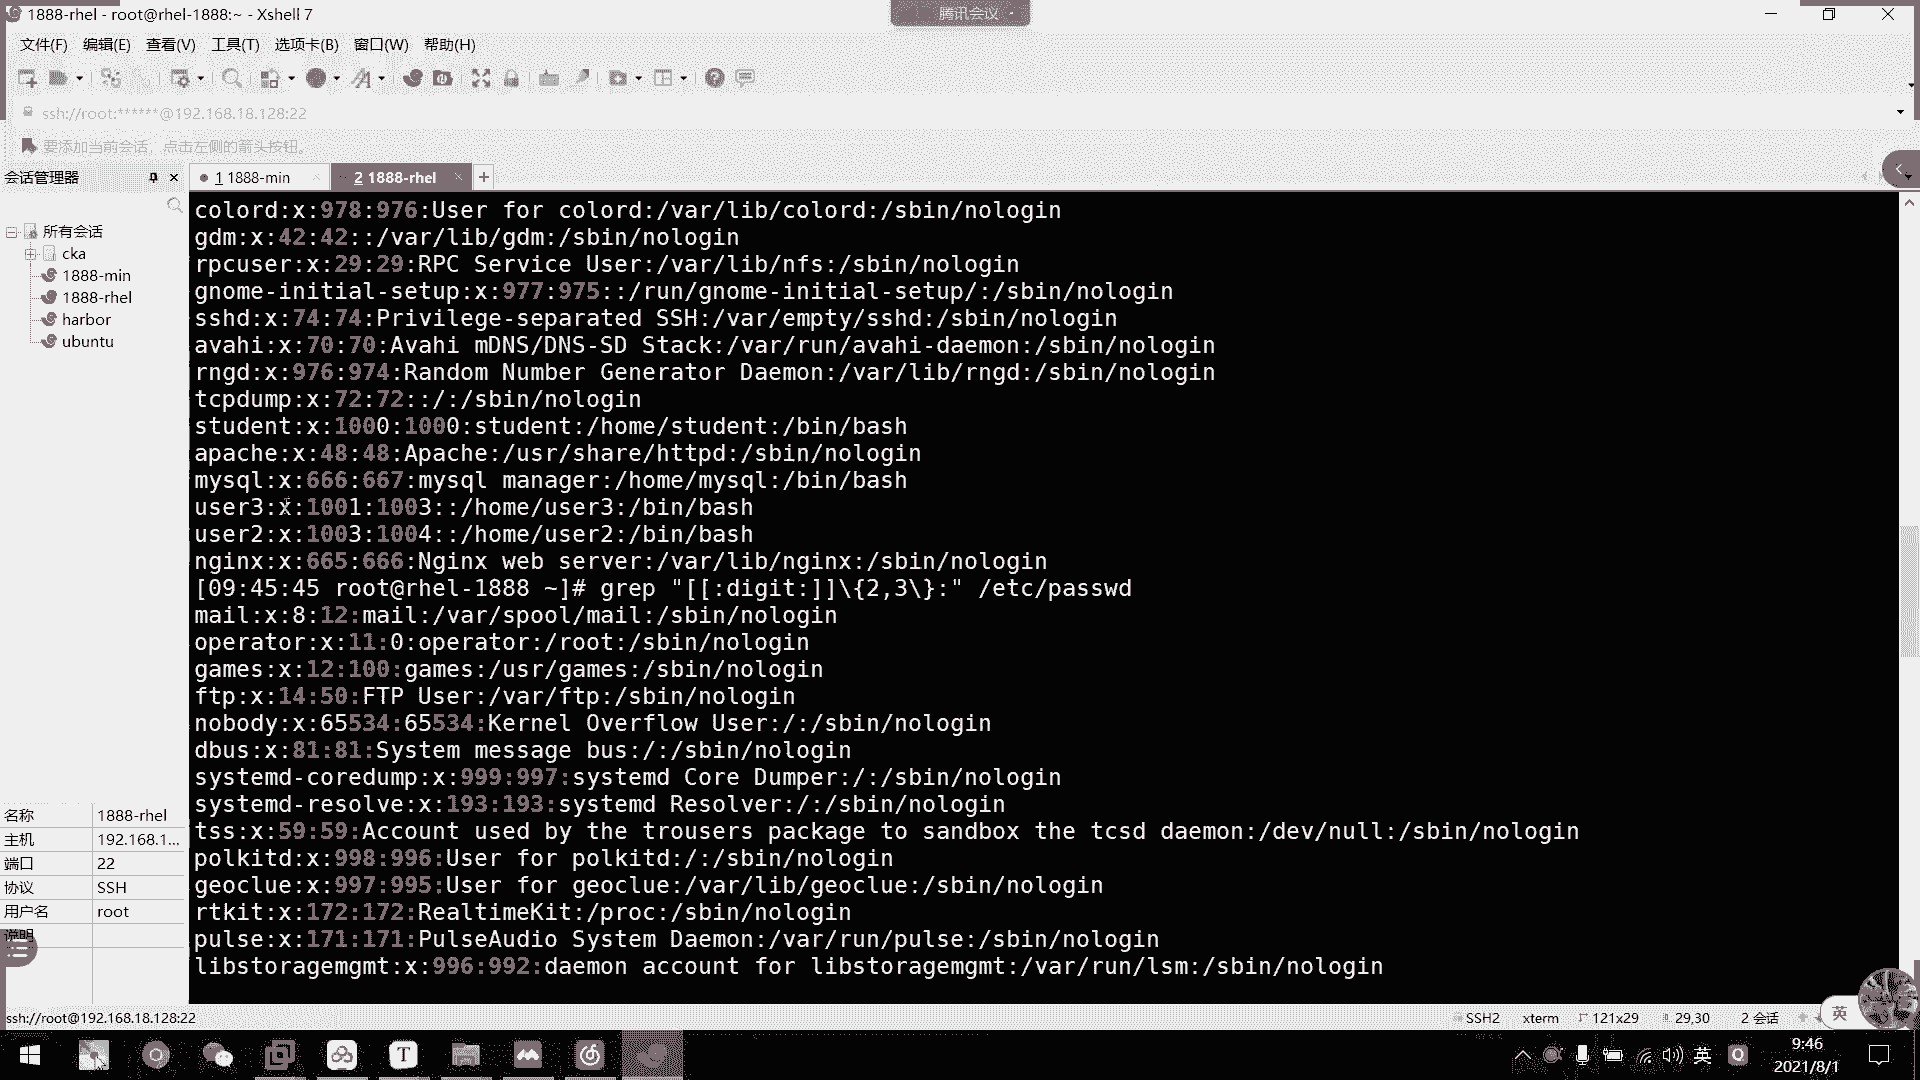 1888-rhel - root@rhel-1888:~ - Xshell 7
腾讯会议
文件(F) 编辑(E) 查看(V) 工具(T) 选项卡(B) 窗口(W) 帮助(H)
ssh://root:******@192.168.18.128:22
要添加当前会话，点击左侧的箭头按钮。
会话管理器
1 1888-min
2 1888-rhel
所有会话
cka
1888-min
1888-rhel
harbor
ubuntu
colord:x:978:976:User for colord:/var/lib/colord:/sbin/nologin
gdm:x:42:42::/var/lib/gdm:/sbin/nologin
rpcuser:x:29:29:RPC Service User:/var/lib/nfs:/sbin/nologin
gnome-initial-setup:x:977:975::/run/gnome-initial-setup/:/sbin/nologin
sshd:x:74:74:Privilege-separated SSH:/var/empty/sshd:/sbin/nologin
avahi:x:70:70:Avahi mDNS/DNS-SD Stack:/var/run/avahi-daemon:/sbin/nologin
rngd:x:976:974:Random Number Generator Daemon:/var/lib/rngd:/sbin/nologin
tcpdump:x:72:72::/:/sbin/nologin
student:x:1000:1000:student:/home/student:/bin/bash
apache:x:48:48:Apache:/usr/share/httpd:/sbin/nologin
mysql:x:666:667:mysql manager:/home/mysql:/bin/bash
user3:x:1001:1003::/home/user3:/bin/bash
user2:x:1003:1004::/home/user2:/bin/bash
nginx:x:665:666:Nginx web server:/var/lib/nginx:/sbin/nologin
[09:45:45 root@rhel-1888 ~]# grep "[[:digit:]]\{2,3\}:" /etc/passwd
mail:x:8:12:mail:/var/spool/mail:/sbin/nologin
operator:x:11:0:operator:/root:/sbin/nologin
games:x:12:100:games:/usr/games:/sbin/nologin
ftp:x:14:50:FTP User:/var/ftp:/sbin/nologin
nobody:x:65534:65534:Kernel Overflow User:/:/sbin/nologin
dbus:x:81:81:System message bus:/:/sbin/nologin
systemd-coredump:x:999:997:systemd Core Dumper:/:/sbin/nologin
systemd-resolve:x:193:193:systemd Resolver:/:/sbin/nologin
tss:x:59:59:Account used by the trousers package to sandbox the tcsd daemon:/dev/null:/sbin/nologin
polkitd:x:998:996:User for polkitd:/:/sbin/nologin
geoclue:x:997:995:User for geoclue:/var/lib/geoclue:/sbin/nologin
rtkit:x:172:172:RealtimeKit:/proc:/sbin/nologin
pulse:x:171:171:PulseAudio System Daemon:/var/run/pulse:/sbin/nologin
libstoragemgmt:x:996:992:daemon account for libstoragemgmt:/var/run/lsm:/sbin/nologin
名称 1888-rhel
主机 192.168.1...
端口 22
协议 SSH
用户名 root
说明
ssh://root@192.168.18.128:22
SSH2 xterm 121x29 29,30 2 会话
英
英
9:46
2021/8/1